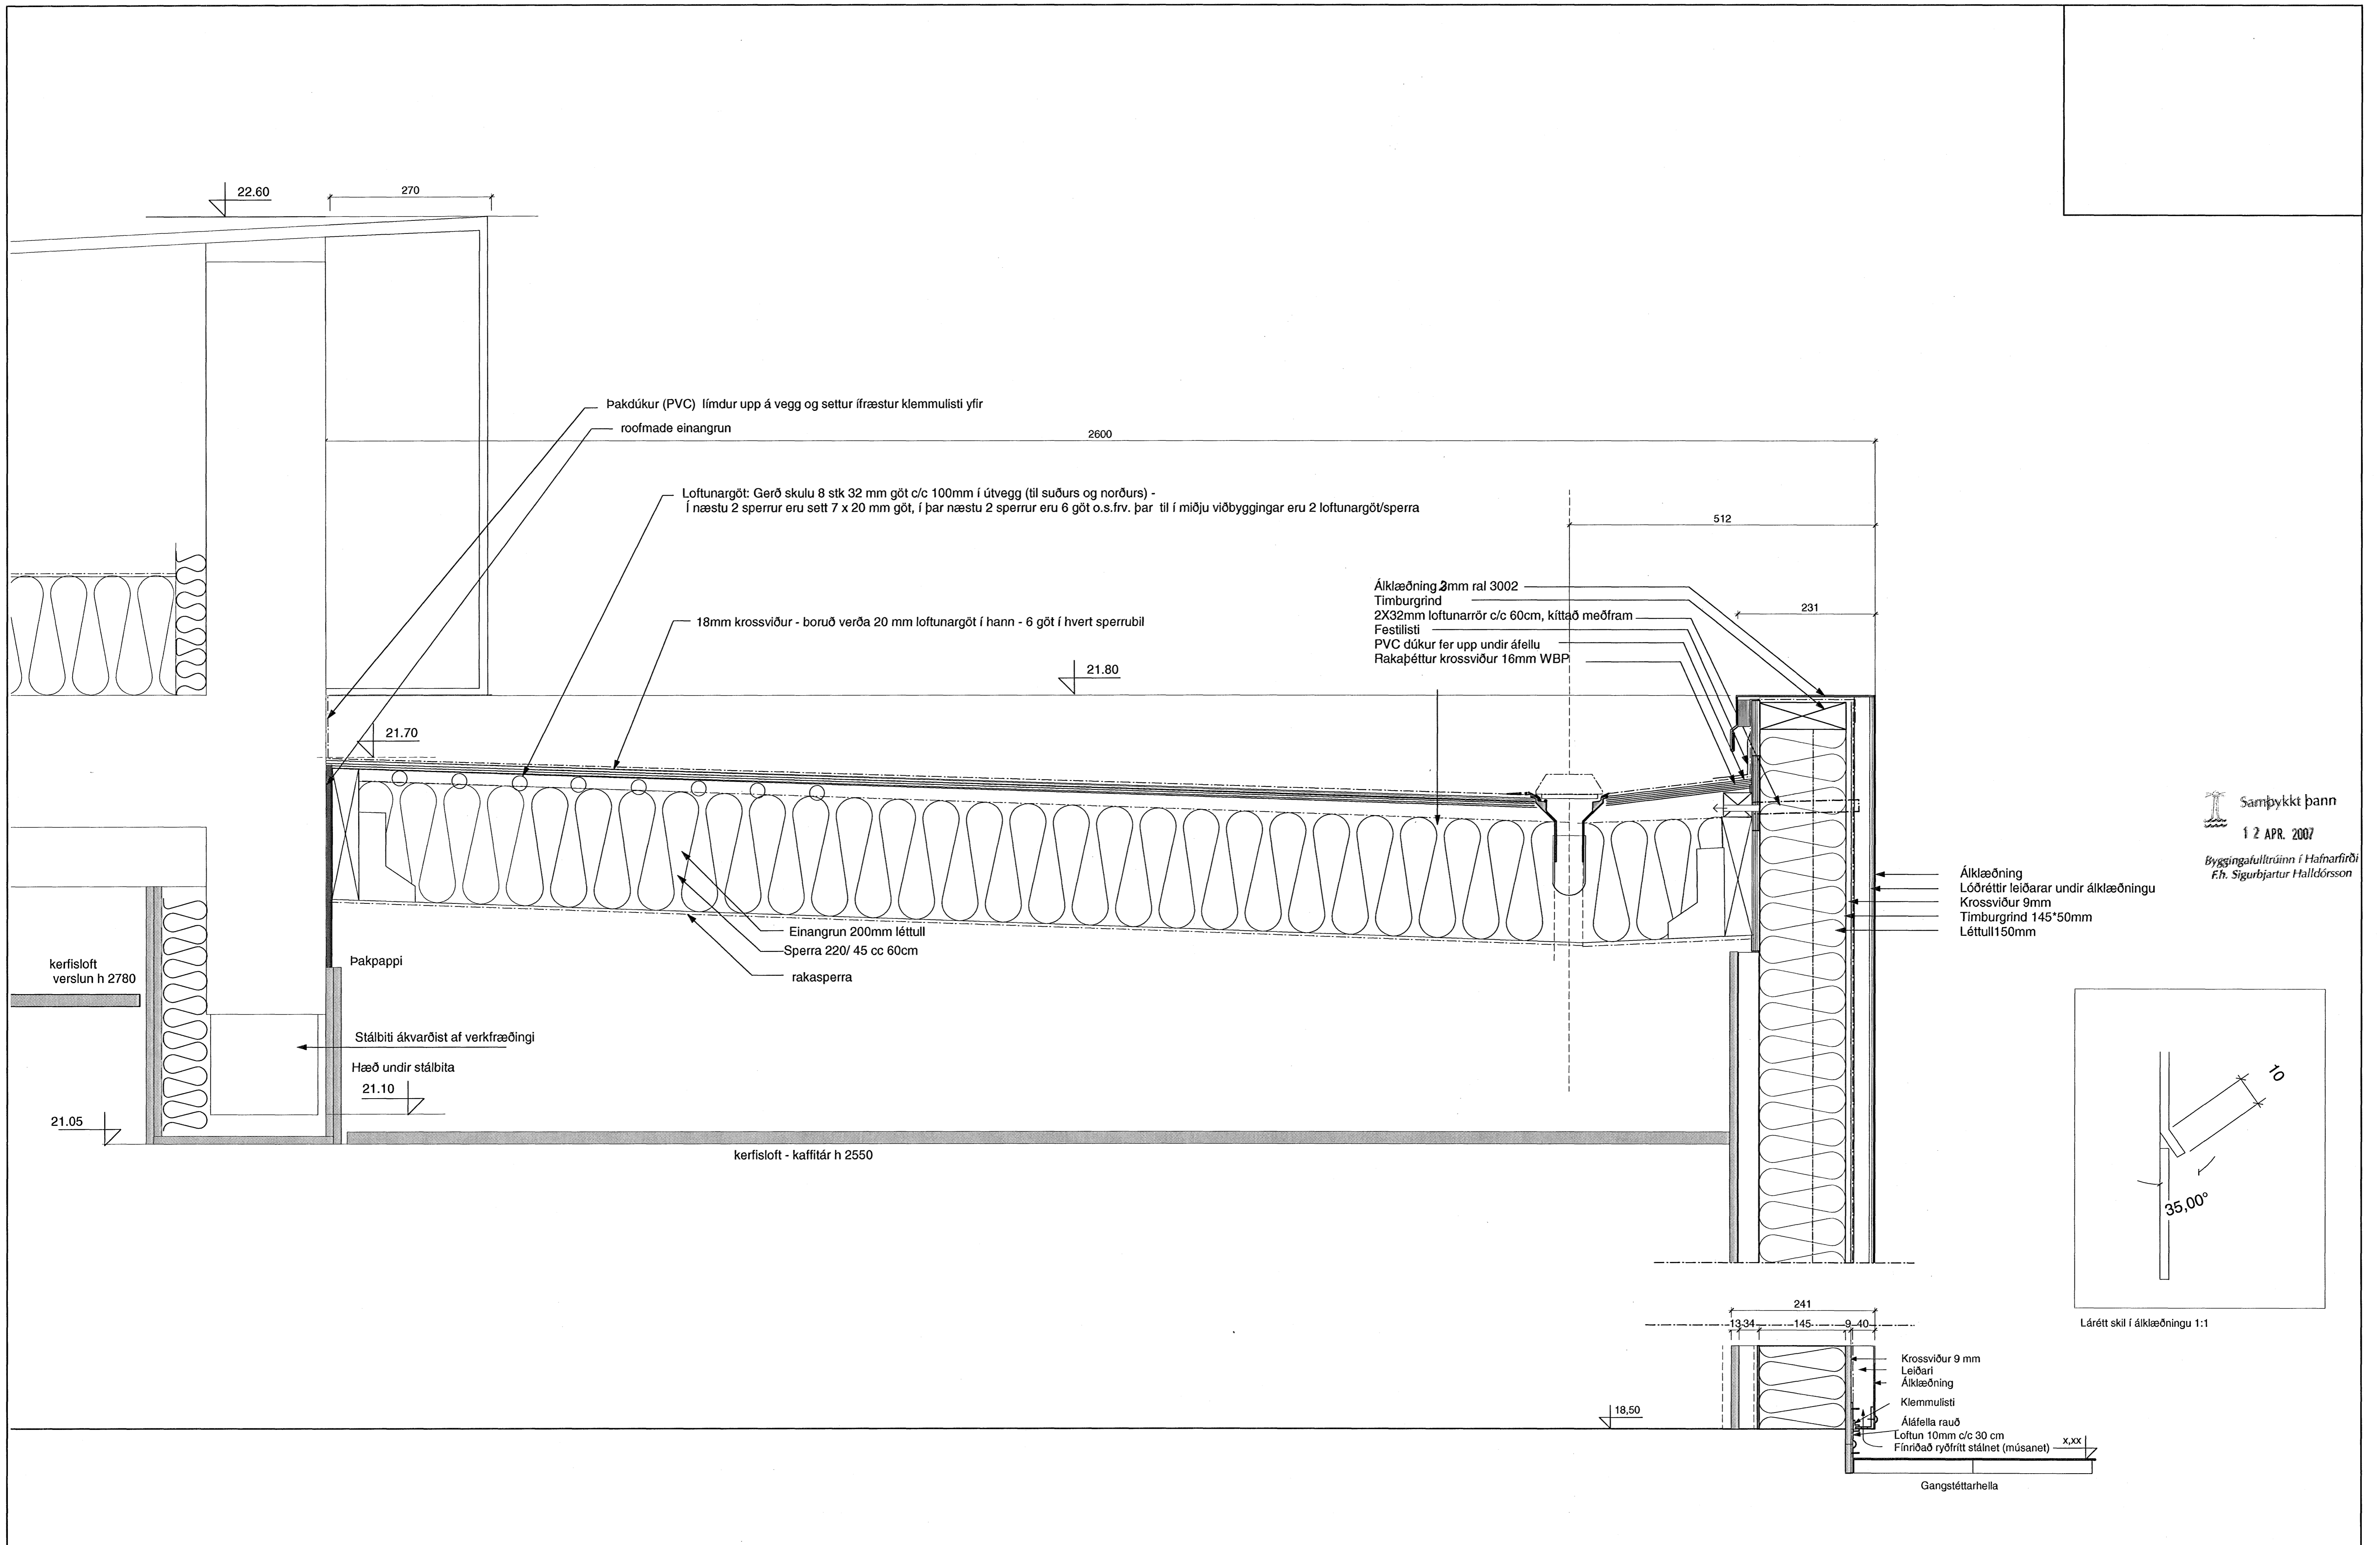 22.60
270
Þakdúkur (PVC) límdur upp á vegg og settur ífræstur klemmulisti yfir
roofmade einangrun
2600
Loftunargöt: Gerð skulu 8 stk 32 mm göt c/c 100mm í útvegg (til suðurs og norðurs) -
Í næstu 2 sperrur eru sett 7 x 20 mm göt, í þar næstu 2 sperrur eru 6 göt o.s.frv. þar til í miðju viðbyggingar eru 2 loftunargöt/sperra
512
Álklæðning 3mm ral 3002
Timburgrind
2X32mm loftunarrör c/c 60cm, kíttað meðfram
Festilisti
PVC dúkur fer upp undir áfellu
Rakaþéttur krossviður 16mm WBP
231
18mm krossviður - boruð verða 20 mm loftunargöt í hann - 6 göt í hvert sperrubil
21.80
21.70
Samþykkt þann
12 APR. 2007
Byggingafulltrúinn í Hafnarfirði
F.h. Sigurbjartur Halldórsson
Álklæðning
Lóðréttir leiðarar undir álklæðningu
Krossviður 9mm
Timburgrind 145*50mm
Léttull150mm
Einangrun 200mm léttull
Sperra 220/ 45 cc 60cm
rakasperra
Þakpappi
kerfisloft
verslun h 2780
Stálbiti ákvarðist af verkfræðingi
Hæð undir stálbita
21.10
21.05
kerfisloft - kaffitár h 2550
10
35,00°
Lárétt skil í álklæðningu 1:1
241
13 34 145 9 40
Krossviður 9 mm
Leiðari
Álklæðning
Klemmulisti
Áláfella rauð
Loftun 10mm c/c 30 cm
Fínriðað ryðfrítt stálnet (músanet)
18,50
x,xx
Gangstéttarhella